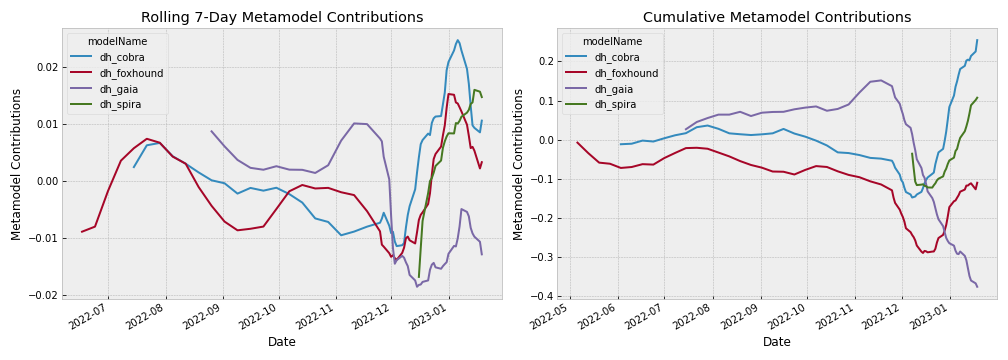 Rolling 7-Day Metamodel Contributions
modelName
dh_cobra
dh_foxhound
dh_gaia
dh_spira
0.02
0.01
0.00
−0.01
−0.02
Metamodel Contributions
2022-07
2022-08
2022-09
2022-10
2022-11
2022-12
2023-01
Date
Cumulative Metamodel Contributions
modelName
dh_cobra
dh_foxhound
dh_gaia
dh_spira
0.2
0.1
0.0
−0.1
−0.2
−0.3
−0.4
Metamodel Contributions
2022-05
2022-06
2022-07
2022-08
2022-09
2022-10
2022-11
2022-12
2023-01
Date